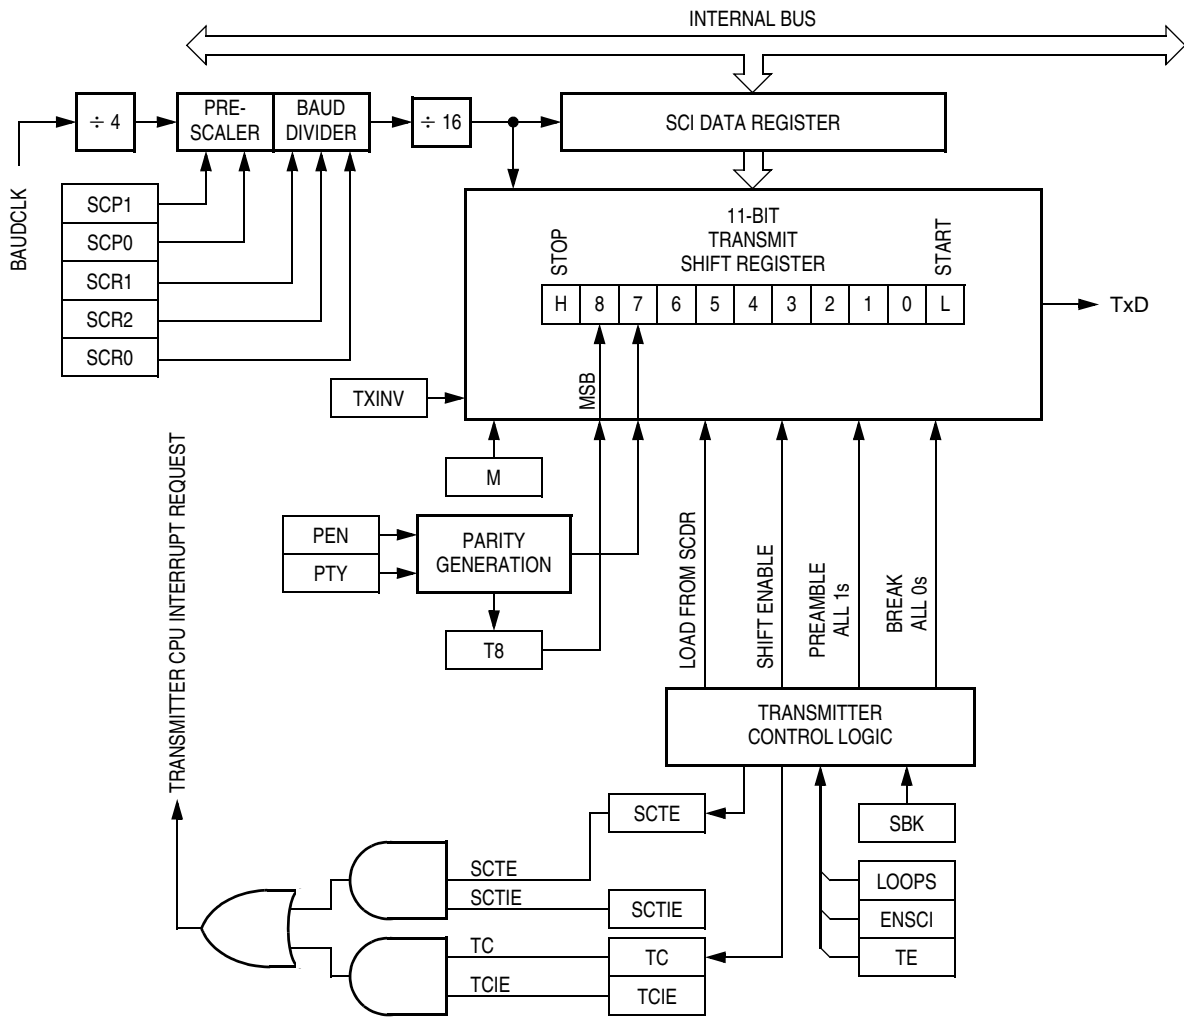 INTERNAL BUS
÷ 4
PRE-
SCALER
BAUD
DIVIDER
÷ 16
SCI DATA REGISTER
BAUDCLK
SCP1
SCP0
SCR1
SCR2
SCR0
11-BIT
TRANSMIT
SHIFT REGISTER
STOP
START
H 8 7 6 5 4 3 2 1 0 L
TxD
TXINV
MSB
M
PEN
PTY
PARITY
GENERATION
T8
LOAD FROM SCDR
SHIFT ENABLE
PREAMBLE
ALL 1s
BREAK
ALL 0s
TRANSMITTER CPU INTERRUPT REQUEST
TRANSMITTER
CONTROL LOGIC
SCTE
SBK
SCTE
SCTIE
SCTIE
LOOPS
ENSCI
TE
TC
TC
TCIE
TCIE